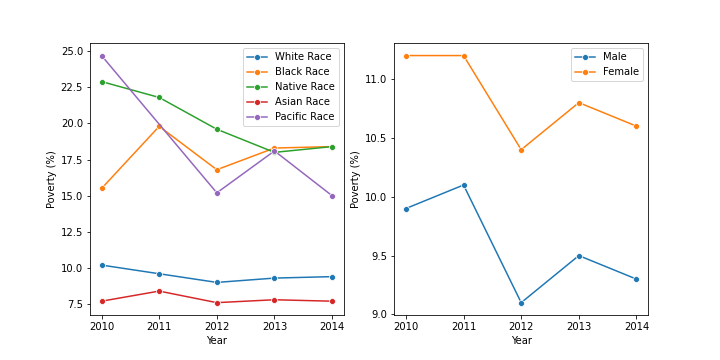 25.0
22.5
20.0
17.5
15.0
12.5
10.0
7.5
Poverty (%)
2010 2011 2012 2013 2014
Year
White Race
Black Race
Native Race
Asian Race
Pacific Race
11.0
10.5
10.0
9.5
9.0
Poverty (%)
2010 2011 2012 2013 2014
Year
Male
Female